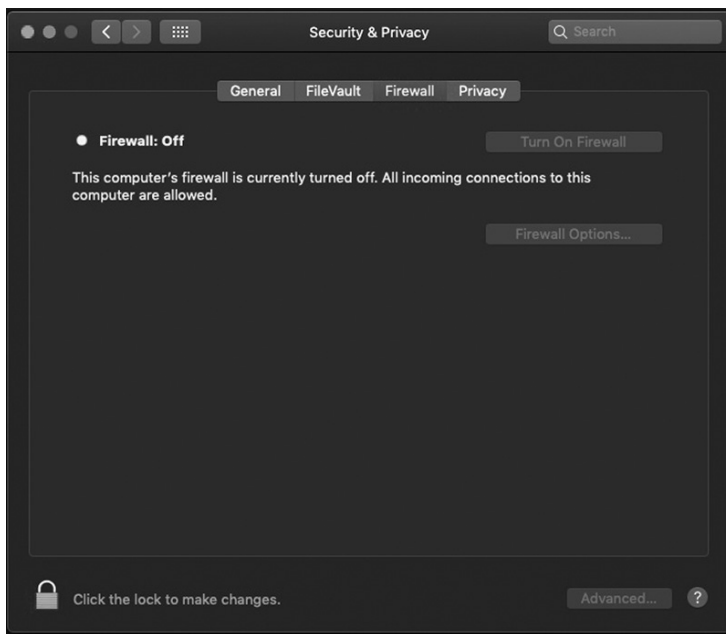 Security & Privacy
Search
General FileVault Firewall Privacy
Firewall: Off
Turn On Firewall
This computer's firewall is currently turned off. All incoming connections to this
computer are allowed.
Firewall Options...
Click the lock to make changes.
Advanced...
?